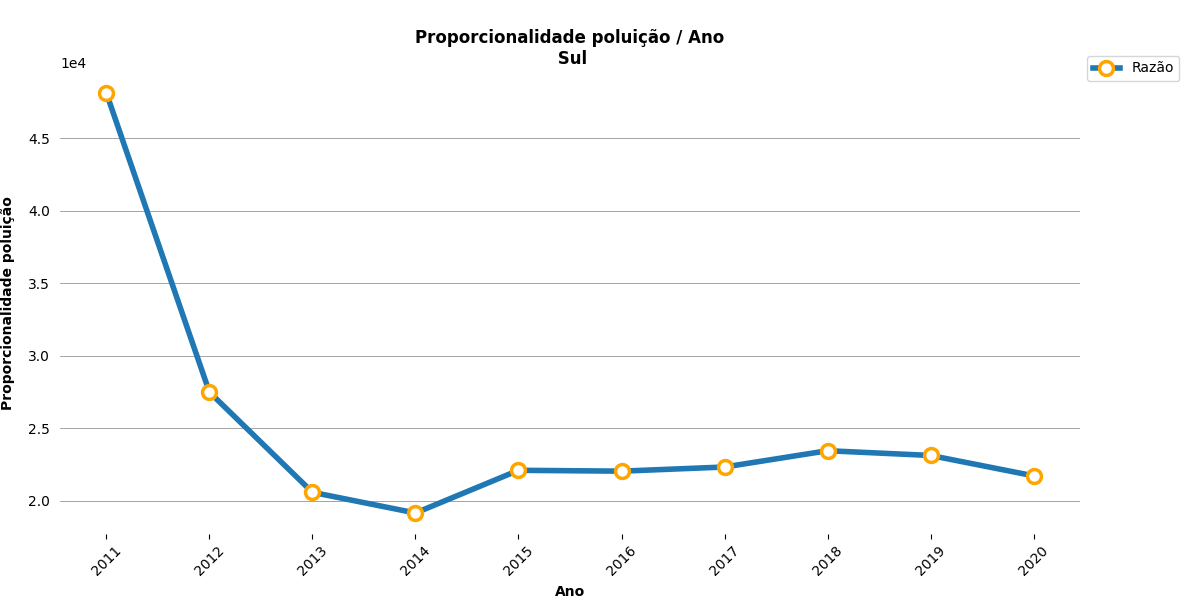 Proporcionalidade poluição / Ano
Sul
1e4
Razão
4.5
4.0
3.5
3.0
2.5
2.0
Proporcionalidade poluição
2011
2012
2013
2014
2015
2016
2017
2018
2019
2020
Ano